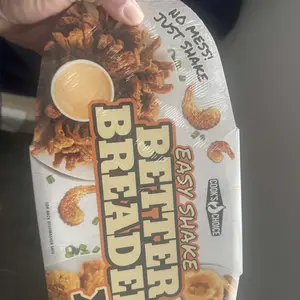 NO MESS!
JUST SHAKE
EASY SHAKE
COOK'S CHOICE
BETTER
BREADER